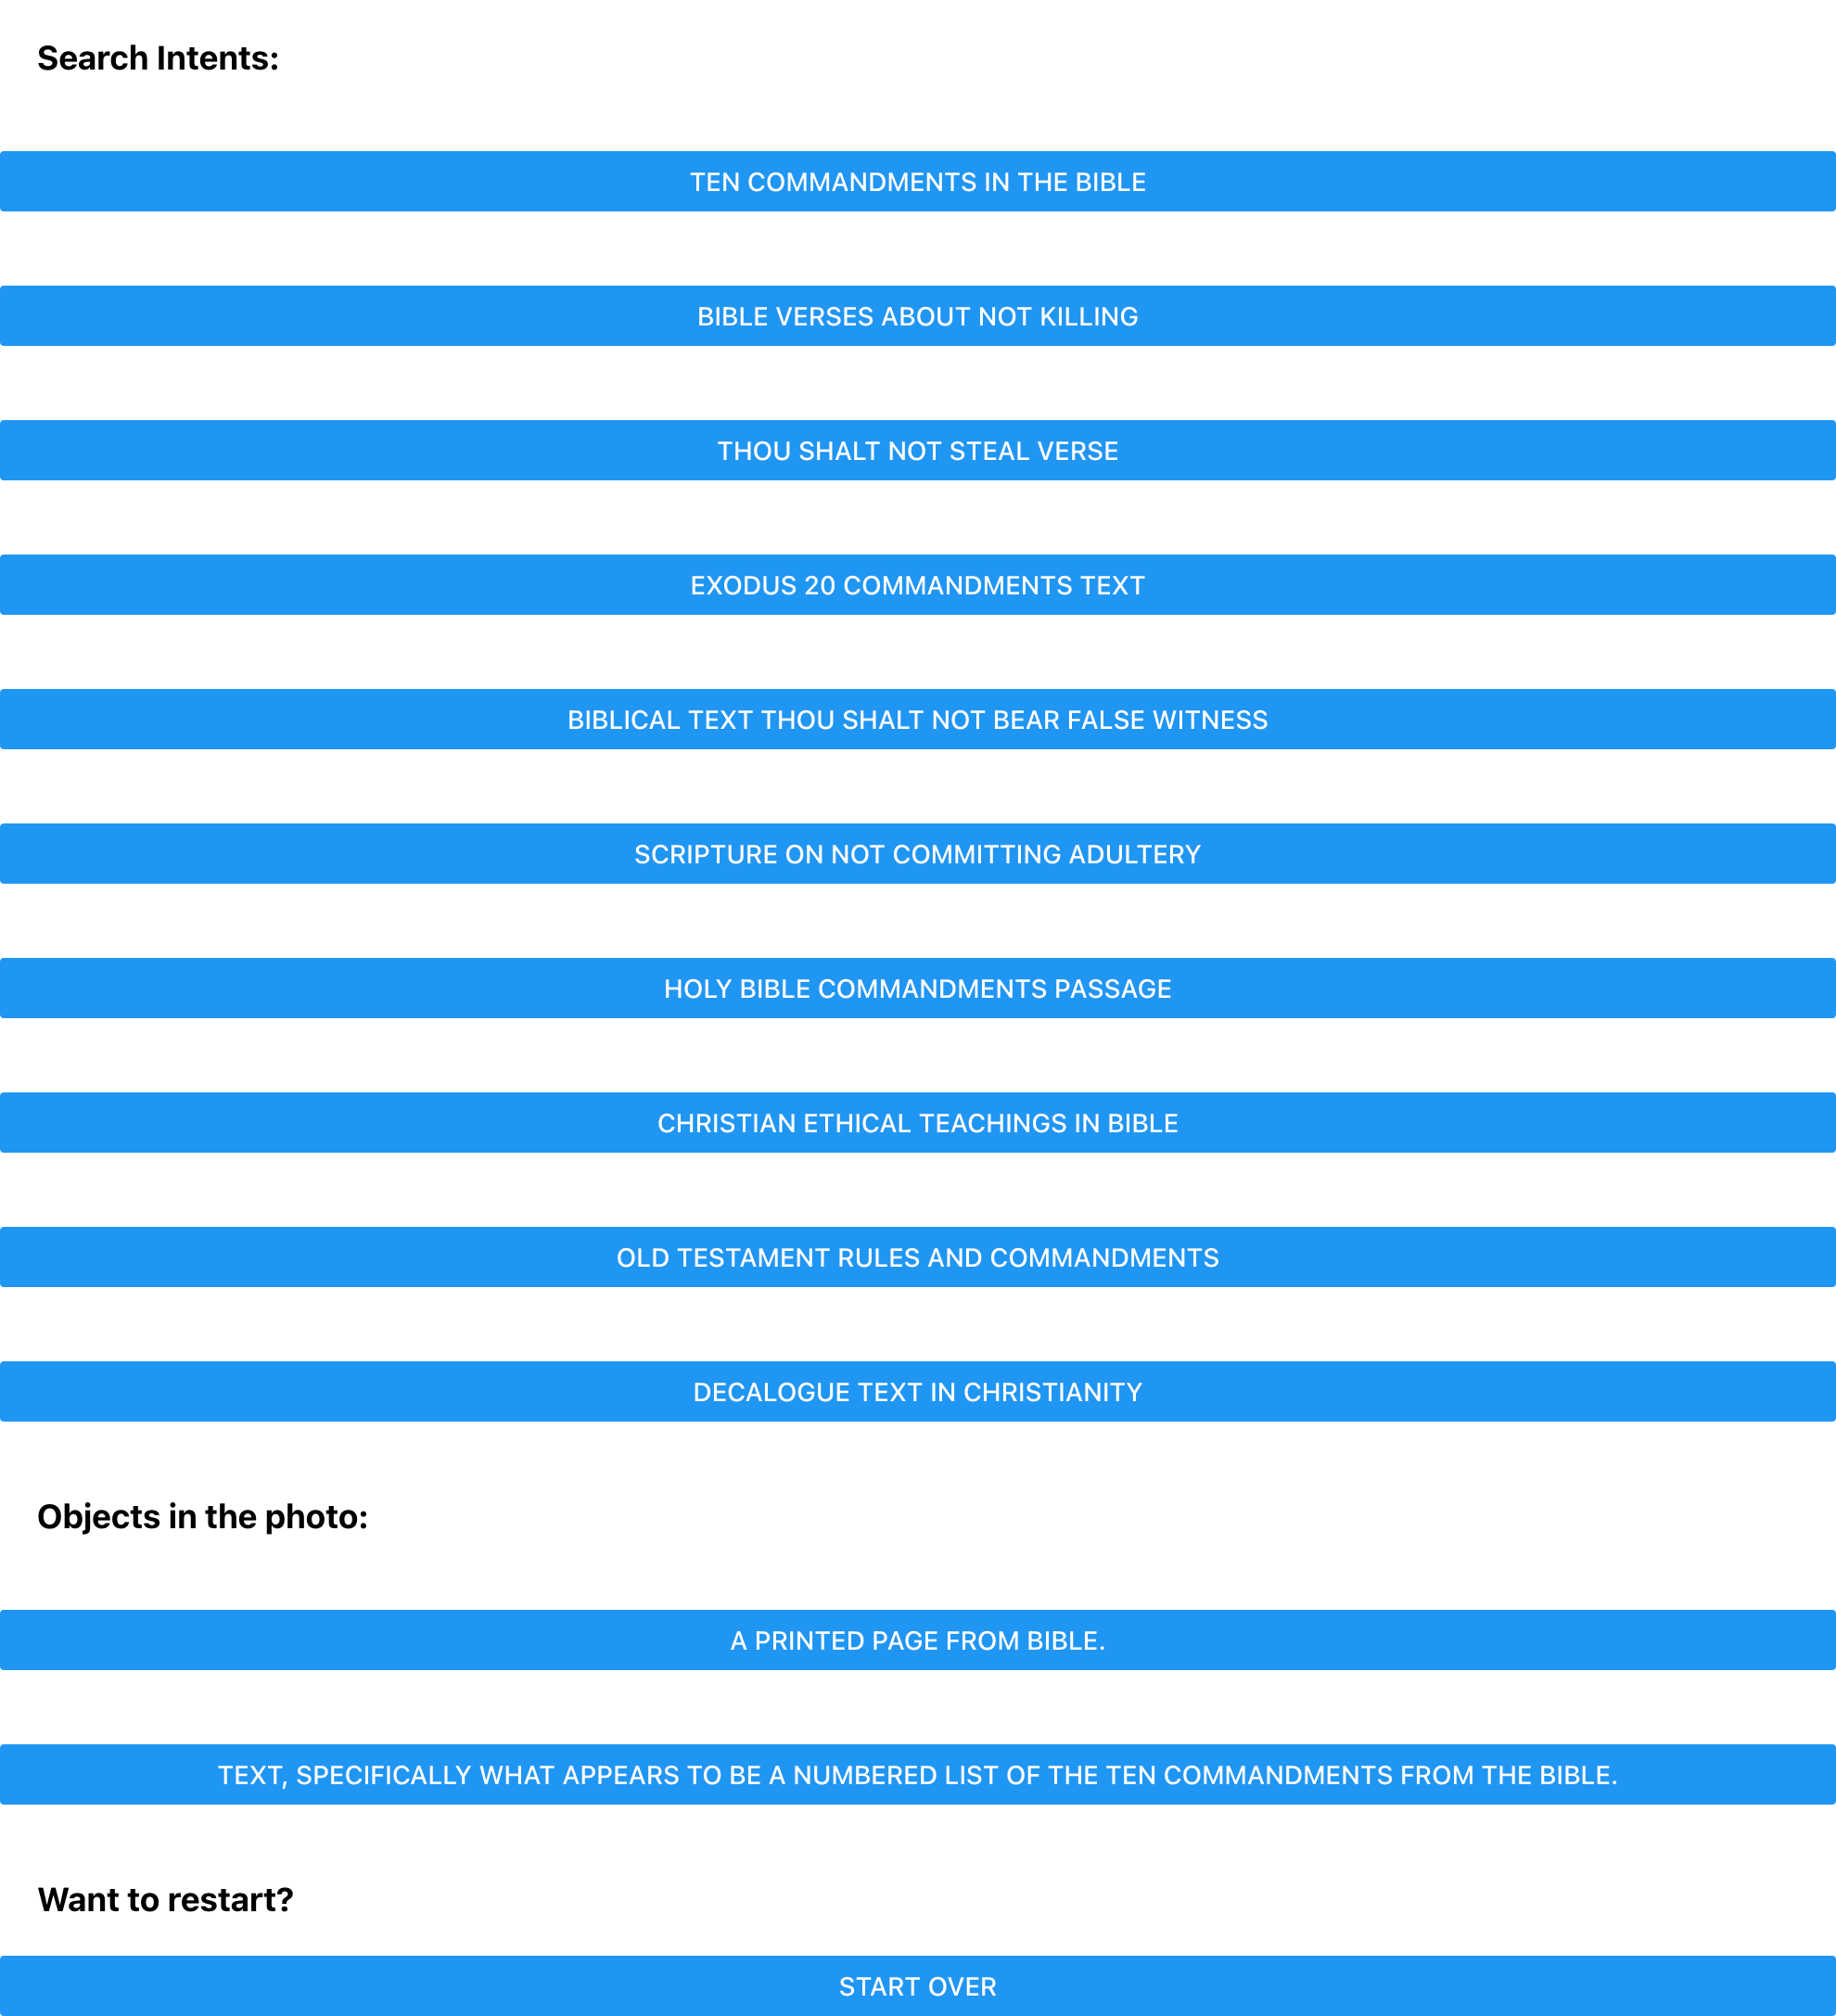 Search Intents:
TEN COMMANDMENTS IN THE BIBLE
BIBLE VERSES ABOUT NOT KILLING
THOU SHALT NOT STEAL VERSE
EXODUS 20 COMMANDMENTS TEXT
BIBLICAL TEXT THOU SHALT NOT BEAR FALSE WITNESS
SCRIPTURE ON NOT COMMITTING ADULTERY
HOLY BIBLE COMMANDMENTS PASSAGE
CHRISTIAN ETHICAL TEACHINGS IN BIBLE
OLD TESTAMENT RULES AND COMMANDMENTS
DECALOGUE TEXT IN CHRISTIANITY
Objects in the photo:
A PRINTED PAGE FROM BIBLE.
TEXT, SPECIFICALLY WHAT APPEARS TO BE A NUMBERED LIST OF THE TEN COMMANDMENTS FROM THE BIBLE.
Want to restart?
START OVER